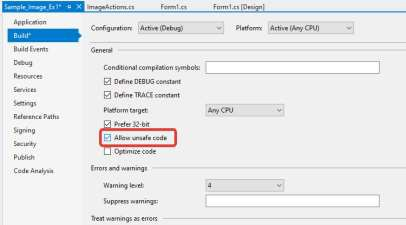 Sample_Image_Ex1* ImageActions.cs Form1.cs Form1.cs [Design]
Application
Build*
Build Events
Debug
Resources
Services
Settings
Reference Paths
Signing
Security
Publish
Code Analysis
Configuration: Active (Debug) Platform: Active (Any CPU)
General
Conditional compilation symbols:
Define DEBUG constant
Define TRACE constant
Platform target: Any CPU
Prefer 32-bit
Allow unsafe code
Optimize code
Errors and warnings
Warning level: 4
Suppress warnings:
Treat warnings as errors